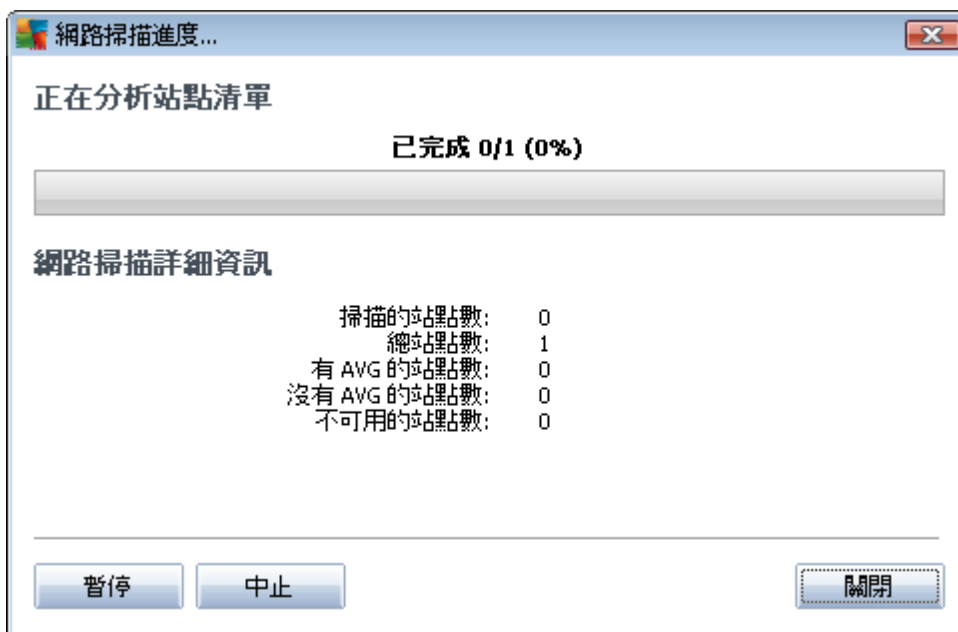 網路掃描進度...
正在分析站點清單
已完成 0/1 (0%)
網路掃描詳細資訊
掃描的站點數: 0
總站點數: 1
有 AVG 的站點數: 0
沒有 AVG 的站點數: 0
不可用的站點數: 0
暫停 中止 關閉